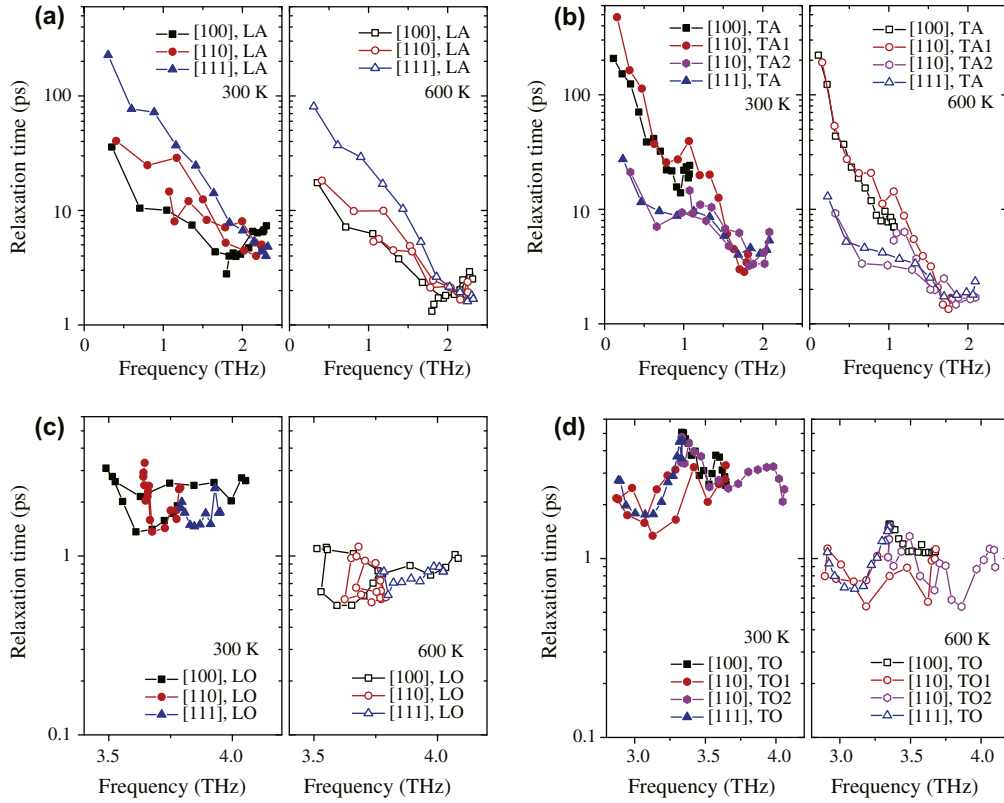 (a)
[100], LA
[110], LA
[111], LA
300 K
[100], LA
[110], LA
[111], LA
600 K
Relaxation time (ps)
100
10
1
0 1 2
0 1 2
Frequency (THz)
Frequency (THz)
(b)
[100], TA
[110], TA1
[110], TA2
[111], TA
300 K
[100], TA
[110], TA1
[110], TA2
[111], TA
600 K
Relaxation time (ps)
100
10
1
0 1 2
0 1 2
Frequency (THz)
Frequency (THz)
(c)
Relaxation time (ps)
1
0.1
300 K
[100], LO
[110], LO
[111], LO
600 K
[100], LO
[110], LO
[111], LO
3.5 4.0
3.5 4.0
Frequency (THz)
Frequency (THz)
(d)
Relaxation time (ps)
1
0.1
300 K
[100], TO
[110], TO1
[110], TO2
[111], TO
600 K
[100], TO
[110], TO1
[110], TO2
[111], TO
3.0 3.5 4.0
3.0 3.5 4.0
Frequency (THz)
Frequency (THz)